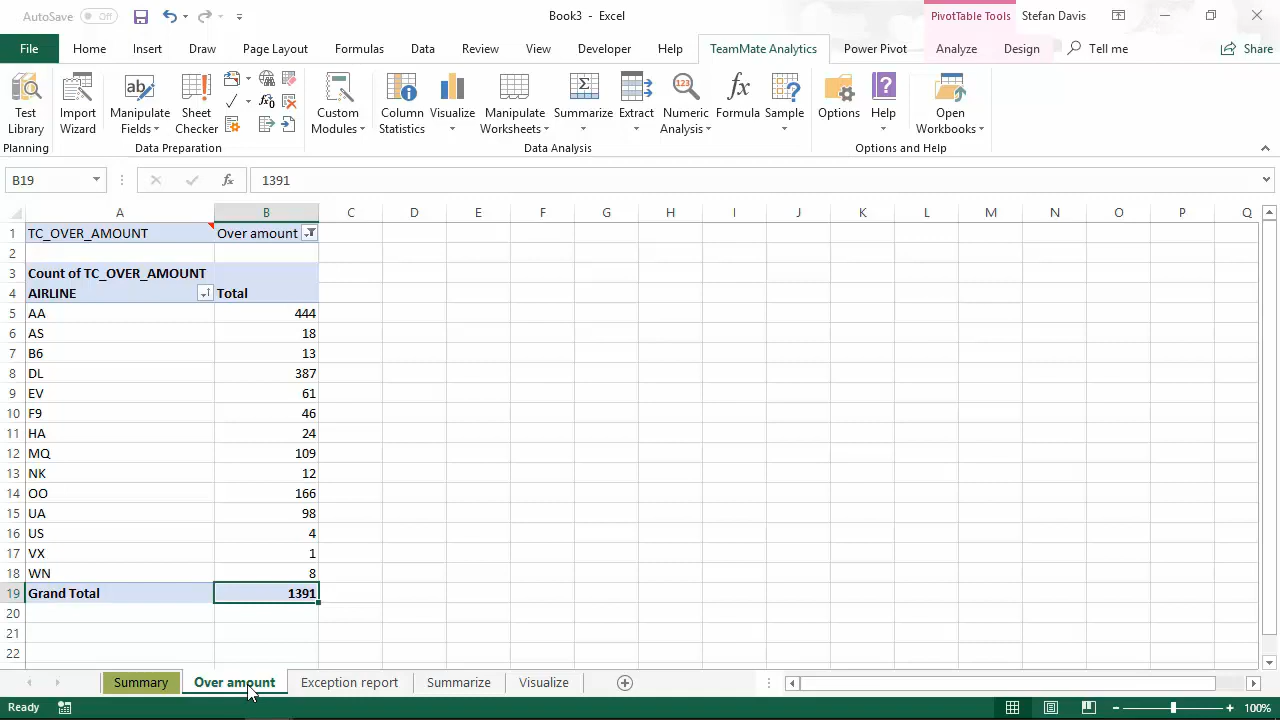 AutoSave Off
Book3 - Excel
PivotTable Tools
Stefan Davis
File Home Insert Draw Page Layout Formulas Data Review View Developer Help TeamMate Analytics Power Pivot Analyze Design Tell me Share
Test Library
Import Wizard
Manipulate Fields
Sheet Checker
Custom Modules
Column Statistics
Visualize
Manipulate Worksheets
Summarize
Extract
Numeric Analysis
Formula
Sample
Options
Help
Open Workbooks
Planning
Data Preparation
Data Analysis
Options and Help
B19 fx 1391
A B C D E F G H I J K L M N O P Q
1 TC_OVER_AMOUNT Over amount
2
3 Count of TC_OVER_AMOUNT
4 AIRLINE Total
5 AA 444
6 AS 18
7 B6 13
8 DL 387
9 EV 61
10 F9 46
11 HA 24
12 MQ 109
13 NK 12
14 OO 166
15 UA 98
16 US 4
17 VX 1
18 WN 8
19 Grand Total 1391
20
21
22
Summary Over amount Exception report Summarize Visualize
Ready
100%